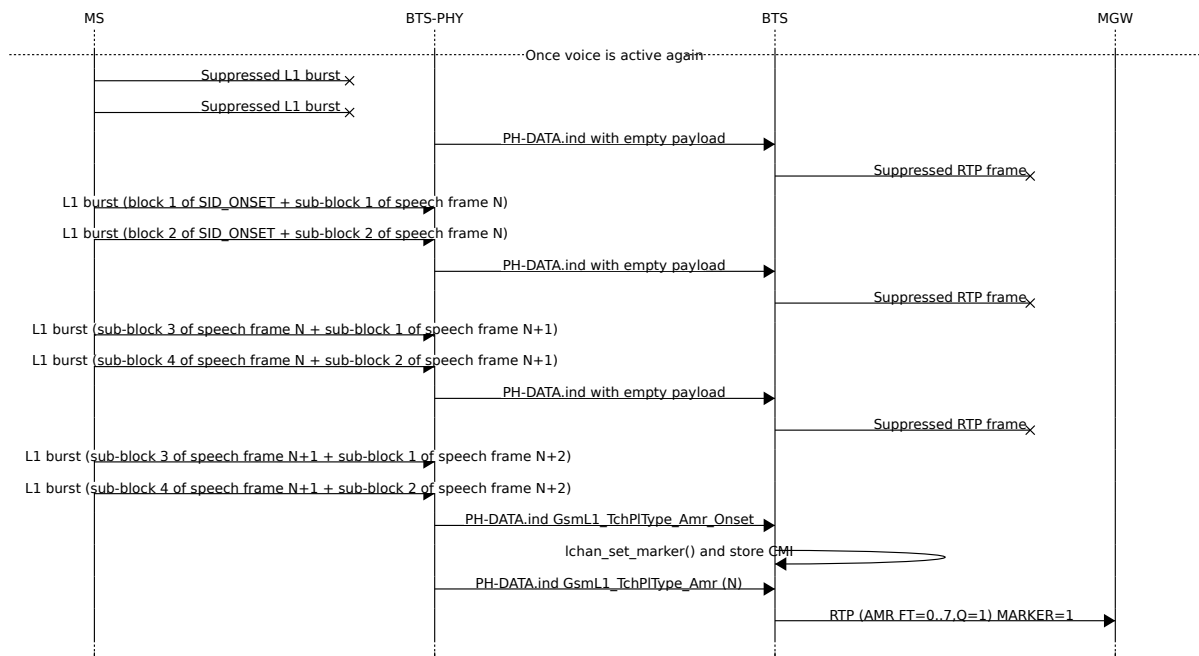 MS
BTS-PHY
BTS
MGW
Once voice is active again
Suppressed L1 burst
Suppressed L1 burst
PH-DATA.ind with empty payload
Suppressed RTP frame
L1 burst (block 1 of SID_ONSET + sub-block 1 of speech frame N)
L1 burst (block 2 of SID_ONSET + sub-block 2 of speech frame N)
PH-DATA.ind with empty payload
Suppressed RTP frame
L1 burst (sub-block 3 of speech frame N + sub-block 1 of speech frame N+1)
L1 burst (sub-block 4 of speech frame N + sub-block 2 of speech frame N+1)
PH-DATA.ind with empty payload
Suppressed RTP frame
L1 burst (sub-block 3 of speech frame N+1 + sub-block 1 of speech frame N+2)
L1 burst (sub-block 4 of speech frame N+1 + sub-block 2 of speech frame N+2)
PH-DATA.ind GsmL1_TchPlType_Amr_Onset
lchan_set_marker() and store CMI
PH-DATA.ind GsmL1_TchPlType_Amr (N)
RTP (AMR FT=0..7,Q=1) MARKER=1